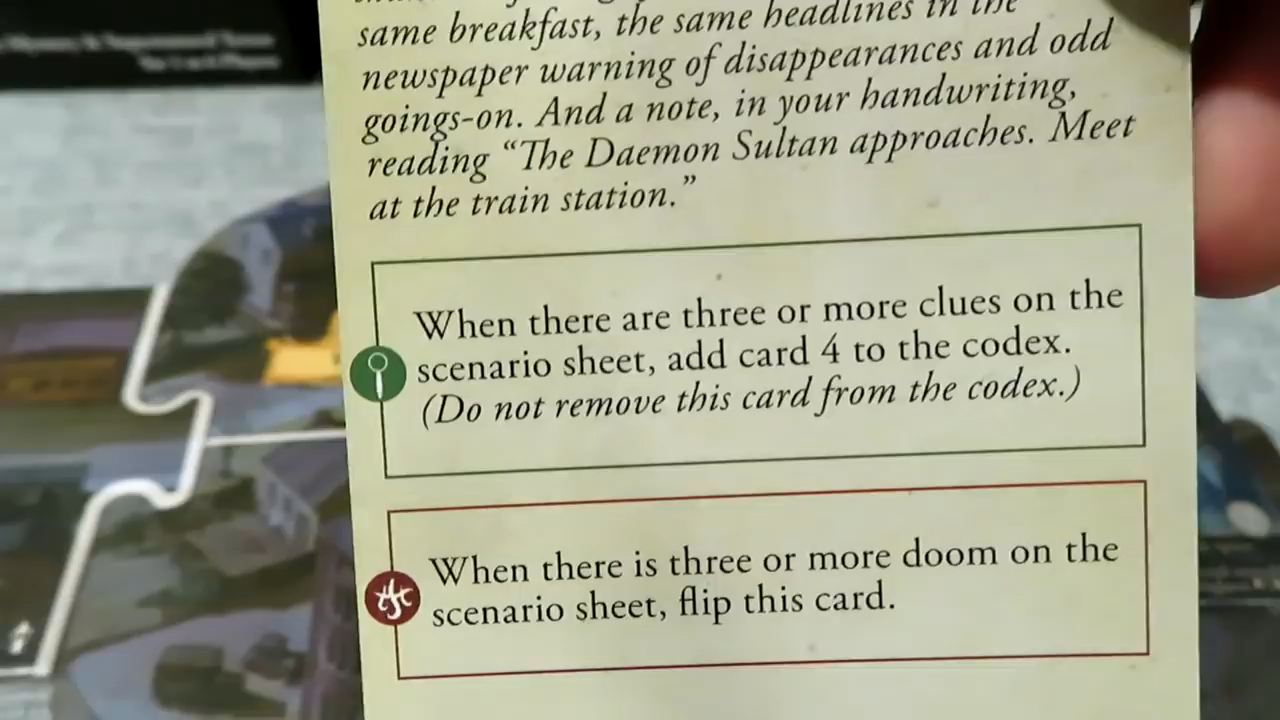 same breakfast, the same headlines in the
newspaper warning of disappearances and odd
goings-on. And a note, in your handwriting,
reading “The Daemon Sultan approaches. Meet
at the train station.”
When there are three or more clues on the
scenario sheet, add card 4 to the codex.
(Do not remove this card from the codex.)
When there is three or more doom on the
scenario sheet, flip this card.